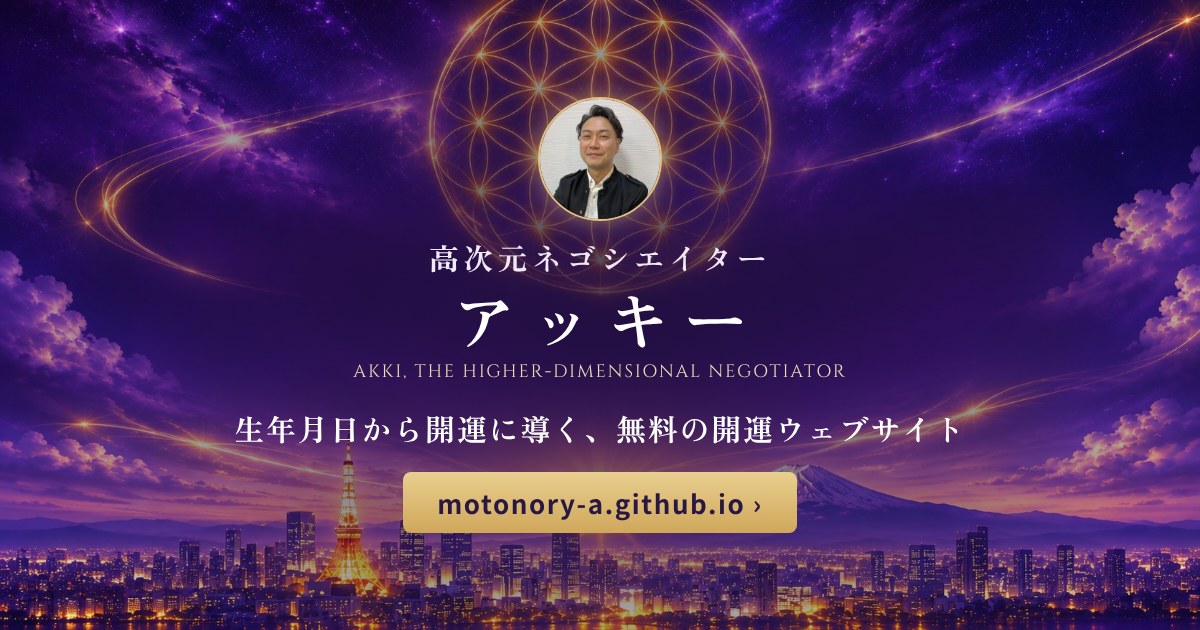 高次元ネゴシエイター
アッキー
AKKI, THE HIGHER-DIMENSIONAL NEGOTIATOR
生年月日から開運に導く、無料の開運ウェブサイト
motonory-a.github.io ›